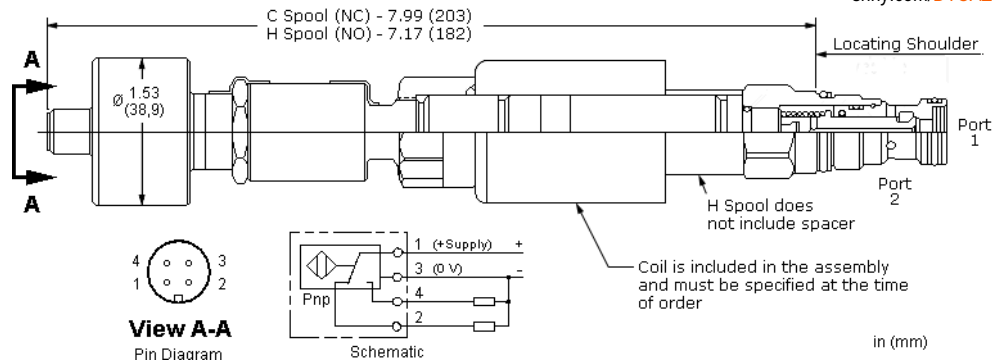 C Spool (NC) - 7.99 (203)
H Spool (NO) - 7.17 (182)
Locating Shoulder
A
Ø 1.53
(38,9)
A
Port
1
Port
2
H Spool does
not include spacer
Coil is included in the assembly
and must be specified at the time
of order
4 3
1 2
View A-A
Pin Diagram
1 (+Supply) +
3 (0 V) -
Pnp
4
2
Schematic
in (mm)